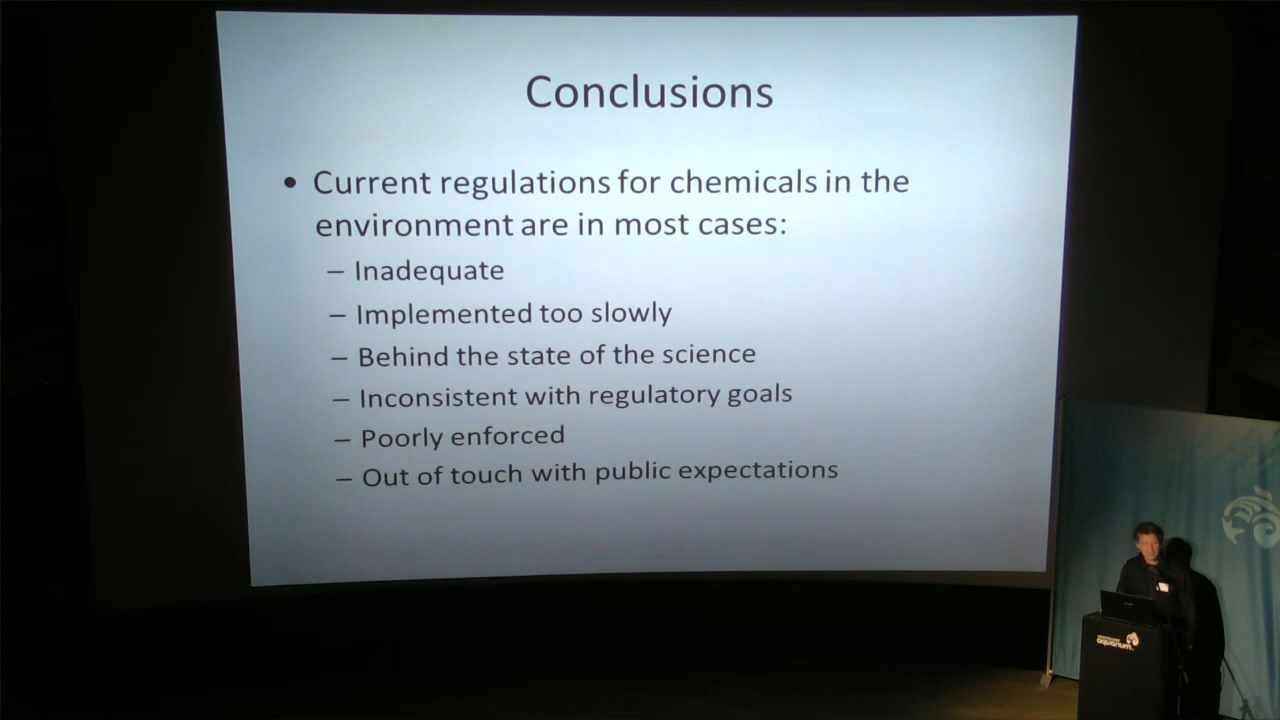 Conclusions
• Current regulations for chemicals in the
environment are in most cases:
– Inadequate
– Implemented too slowly
– Behind the state of the science
– Inconsistent with regulatory goals
– Poorly enforced
– Out of touch with public expectations
aquarium